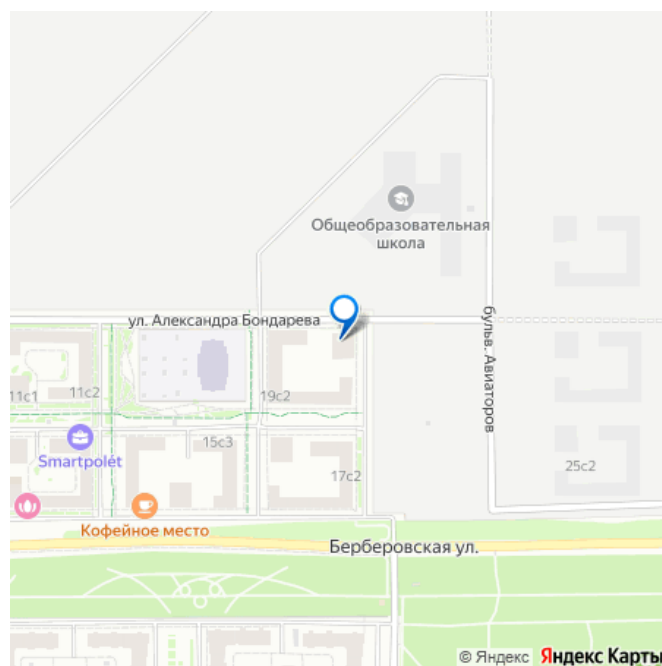 Общеобразовательная
школа
ул. Александра Бондарева
бульв. Авиаторов
11с1
11с2
19с2
Smartpolét
15с3
17с2
25с2
Кофейное место
Берберовская ул.
© Яндекс Яндекс Карты